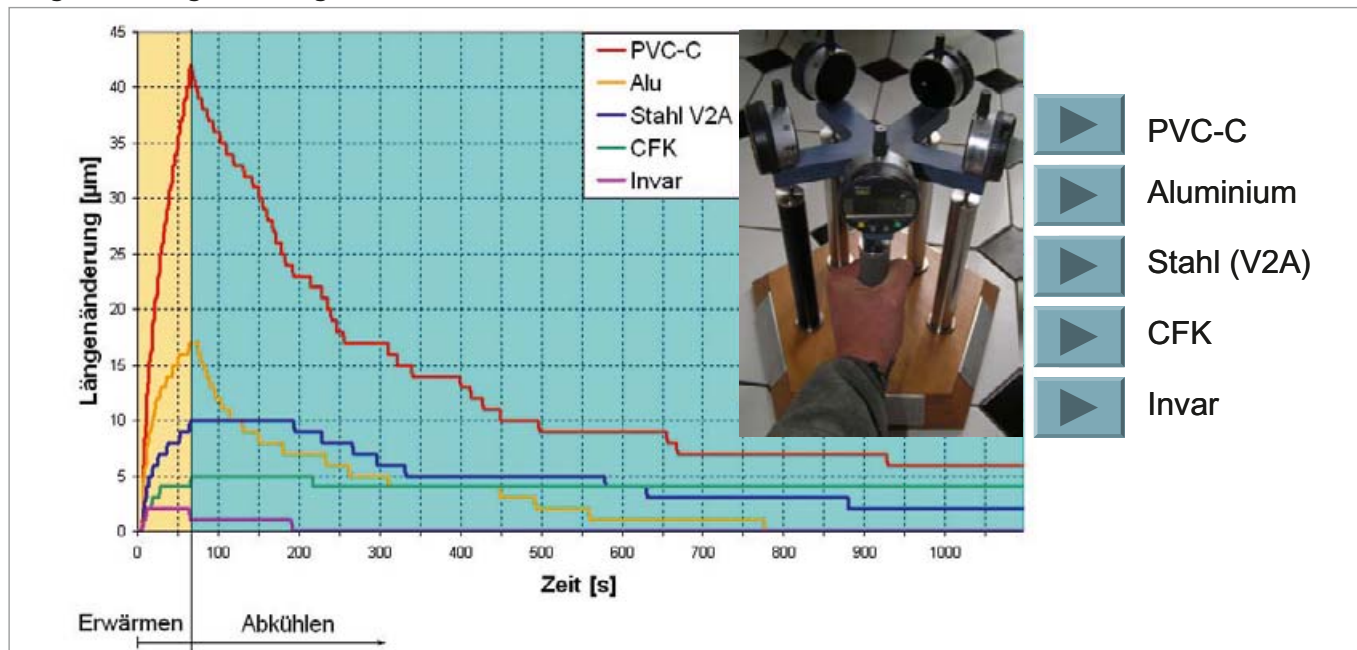 Längenänderung [µm]
45
40
35
30
25
20
15
10
5
0
0 100 200 300 400 500 600 700 800 900 1000
Zeit [s]
Erwärmen Abkühlen
PVC-C
Alu
Stahl V2A
CFK
Invar
PVC-C
Aluminium
Stahl (V2A)
CFK
Invar